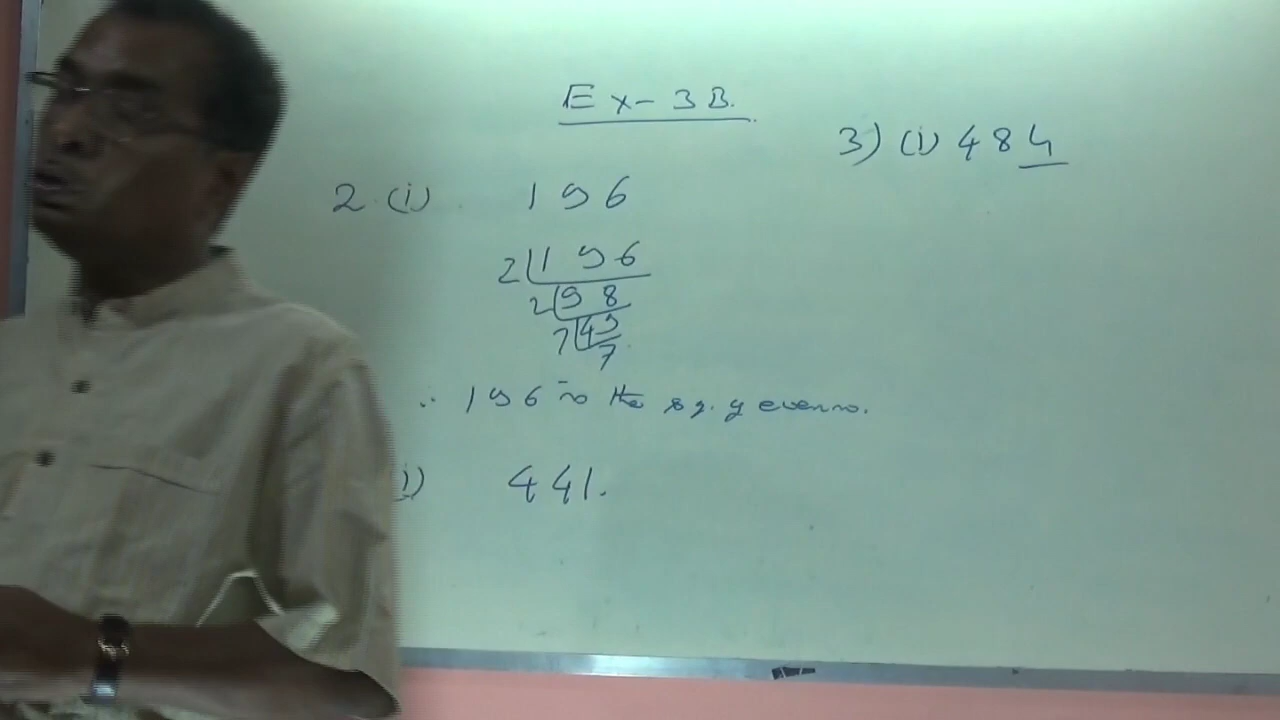 Ex-3B.
2. (i) 196
2 196
2 98
7 49
7
∴ 196 is the sq. of even no.
i) 441.
3) (i) 484